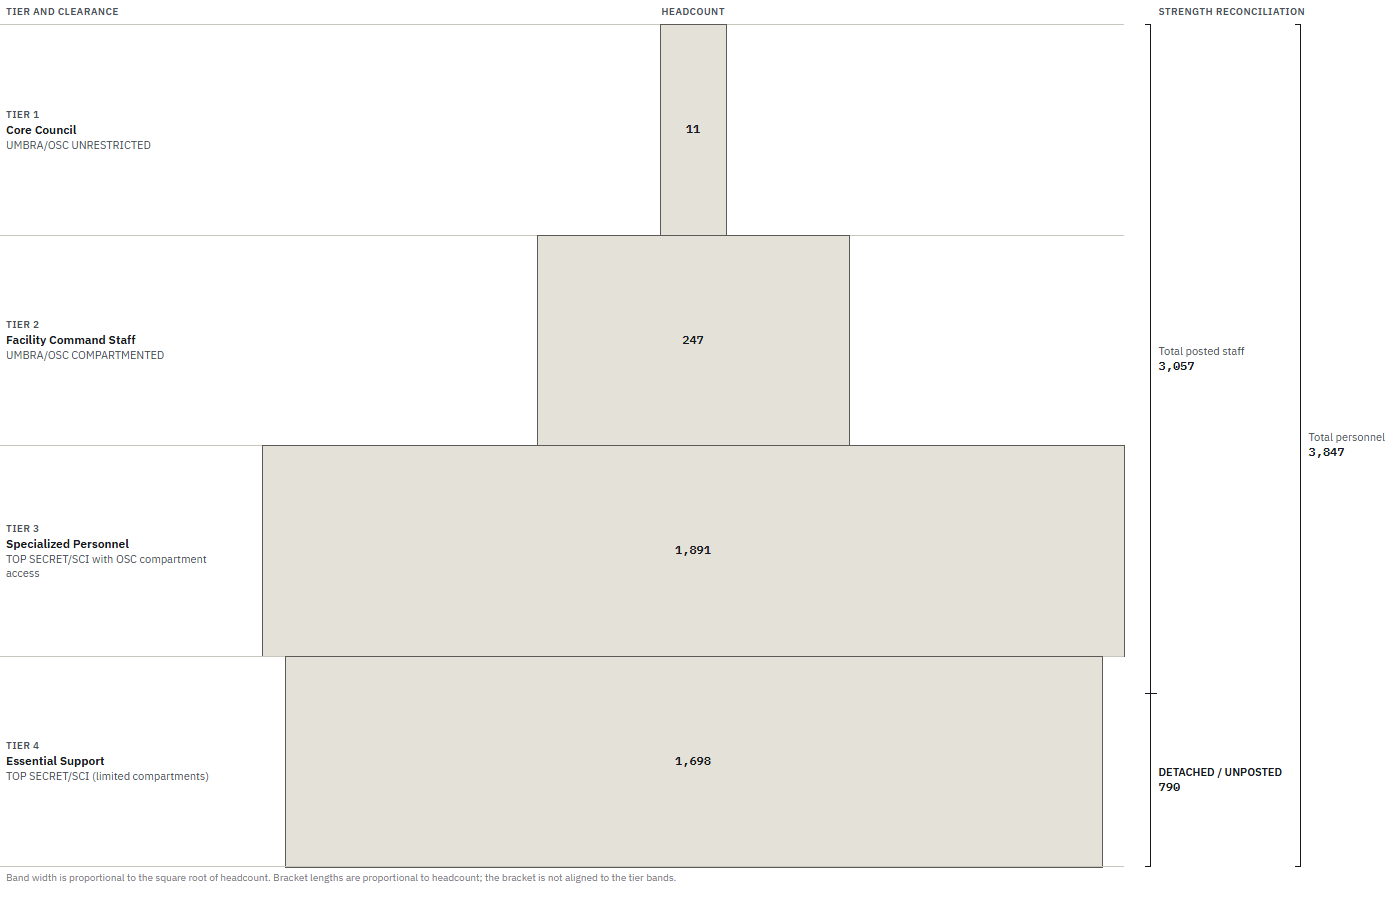 TIER AND CLEARANCE
HEADCOUNT
STRENGTH RECONCILIATION
TIER 1
Core Council
UMBRA/OSC UNRESTRICTED
11
TIER 2
Facility Command Staff
UMBRA/OSC COMPARTMENTED
247
Total posted staff
3,057
Total personnel
3,847
TIER 3
Specialized Personnel
TOP SECRET/SCI with OSC compartment
access
1,891
TIER 4
Essential Support
TOP SECRET/SCI (limited compartments)
1,698
DETACHED / UNPOSTED
790
Band width is proportional to the square root of headcount. Bracket lengths are proportional to headcount; the bracket is not aligned to the tier bands.